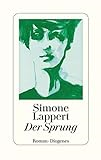 Simone
Lappert
Der Sprung
Roman · Diogenes